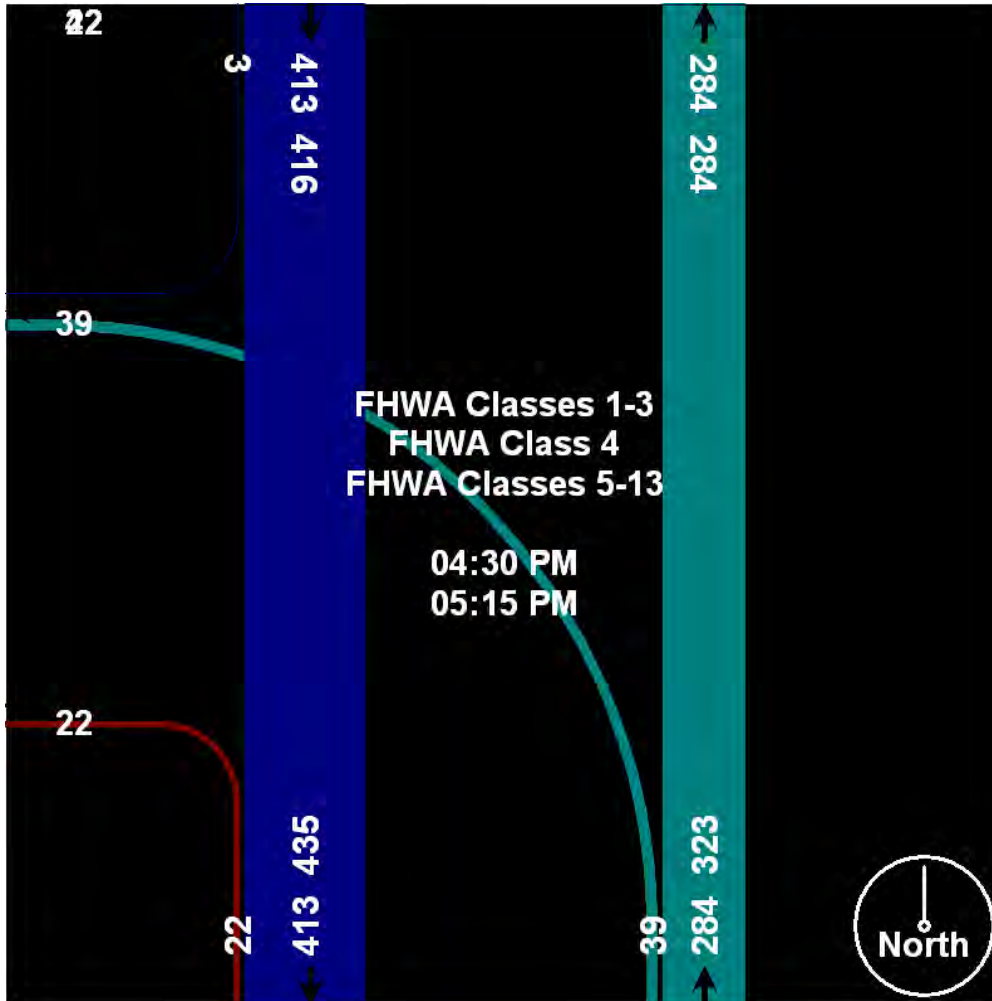 3
413 416
284 284
39
FHWA Classes 1-3
FHWA Class 4
FHWA Classes 5-13
04:30 PM
05:15 PM
22
22
413 435
39
284 323
North